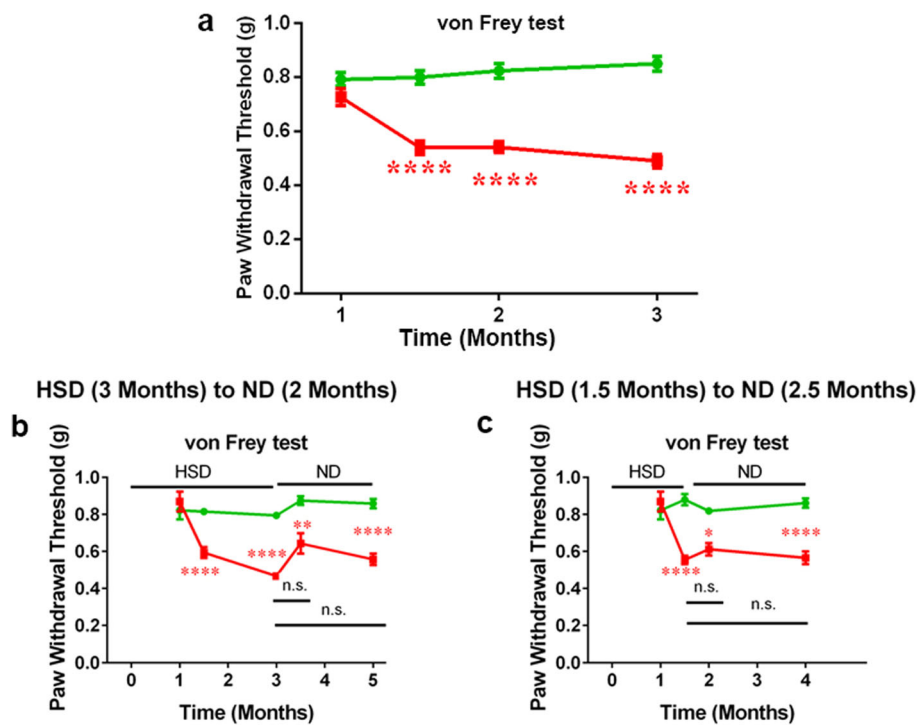 a
von Frey test
Paw Withdrawal Threshold (g)
1.0
0.8
0.6
0.4
0.2
0.0
****
****
****
1 2 3
Time (Months)
HSD (3 Months) to ND (2 Months)
b
von Frey test
HSD ND
Paw Withdrawal Threshold (g)
1.0
0.8
0.6
0.4
0.2
0.0
****
****
**
****
n.s.
n.s.
0 1 2 3 4 5
Time (Months)
HSD (1.5 Months) to ND (2.5 Months)
c
von Frey test
HSD ND
Paw Withdrawal Threshold (g)
1.0
0.8
0.6
0.4
0.2
0.0
****
*
****
n.s.
n.s.
0 1 2 3 4
Time (Months)